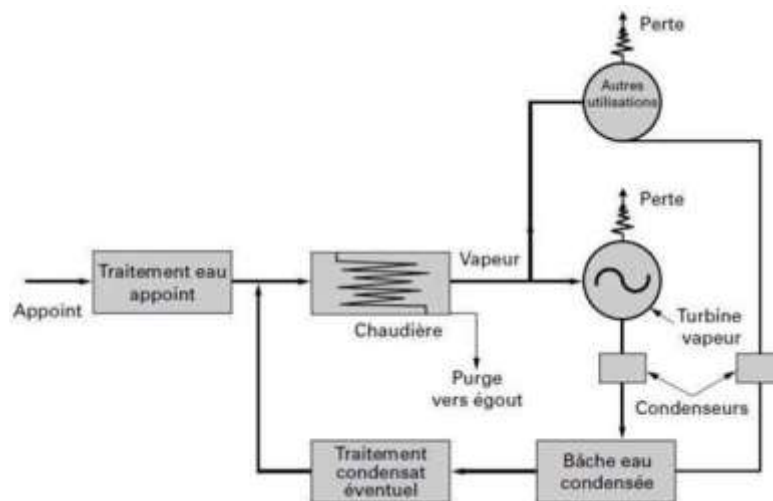 Perte
Autres
utilisations
Perte
Vapeur
Traitement eau
appoint
Appoint
Chaudière
Turbine
vapeur
Purge
vers égout
Condenseurs
Traitement
condensat
éventuel
Bâche eau
condensée